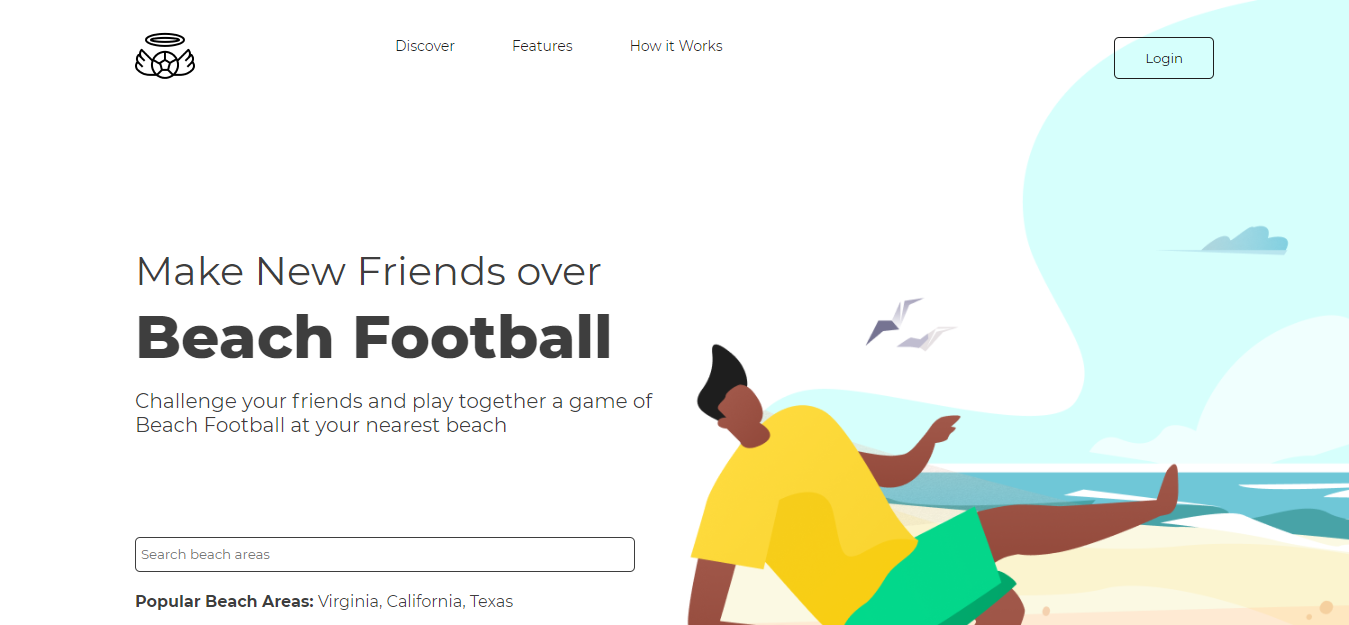 Discover Features How it Works Login
Make New Friends over
Beach Football
Challenge your friends and play together a game of
Beach Football at your nearest beach
Search beach areas
Popular Beach Areas: Virginia, California, Texas